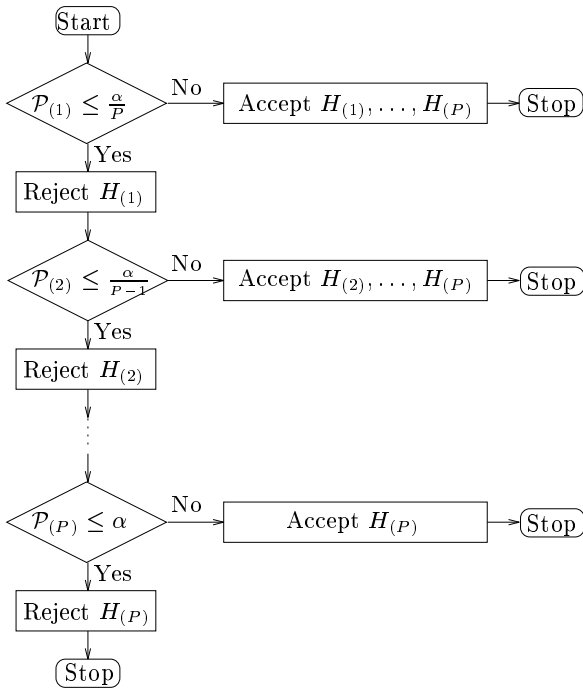 Start
𝒫(1) ≤ α/P
No
Accept H(1), . . . , H(P)
Stop
Yes
Reject H(1)
𝒫(2) ≤ α/(P−1)
No
Accept H(2), . . . , H(P)
Stop
Yes
Reject H(2)
⋮
𝒫(P) ≤ α
No
Accept H(P)
Stop
Yes
Reject H(P)
Stop